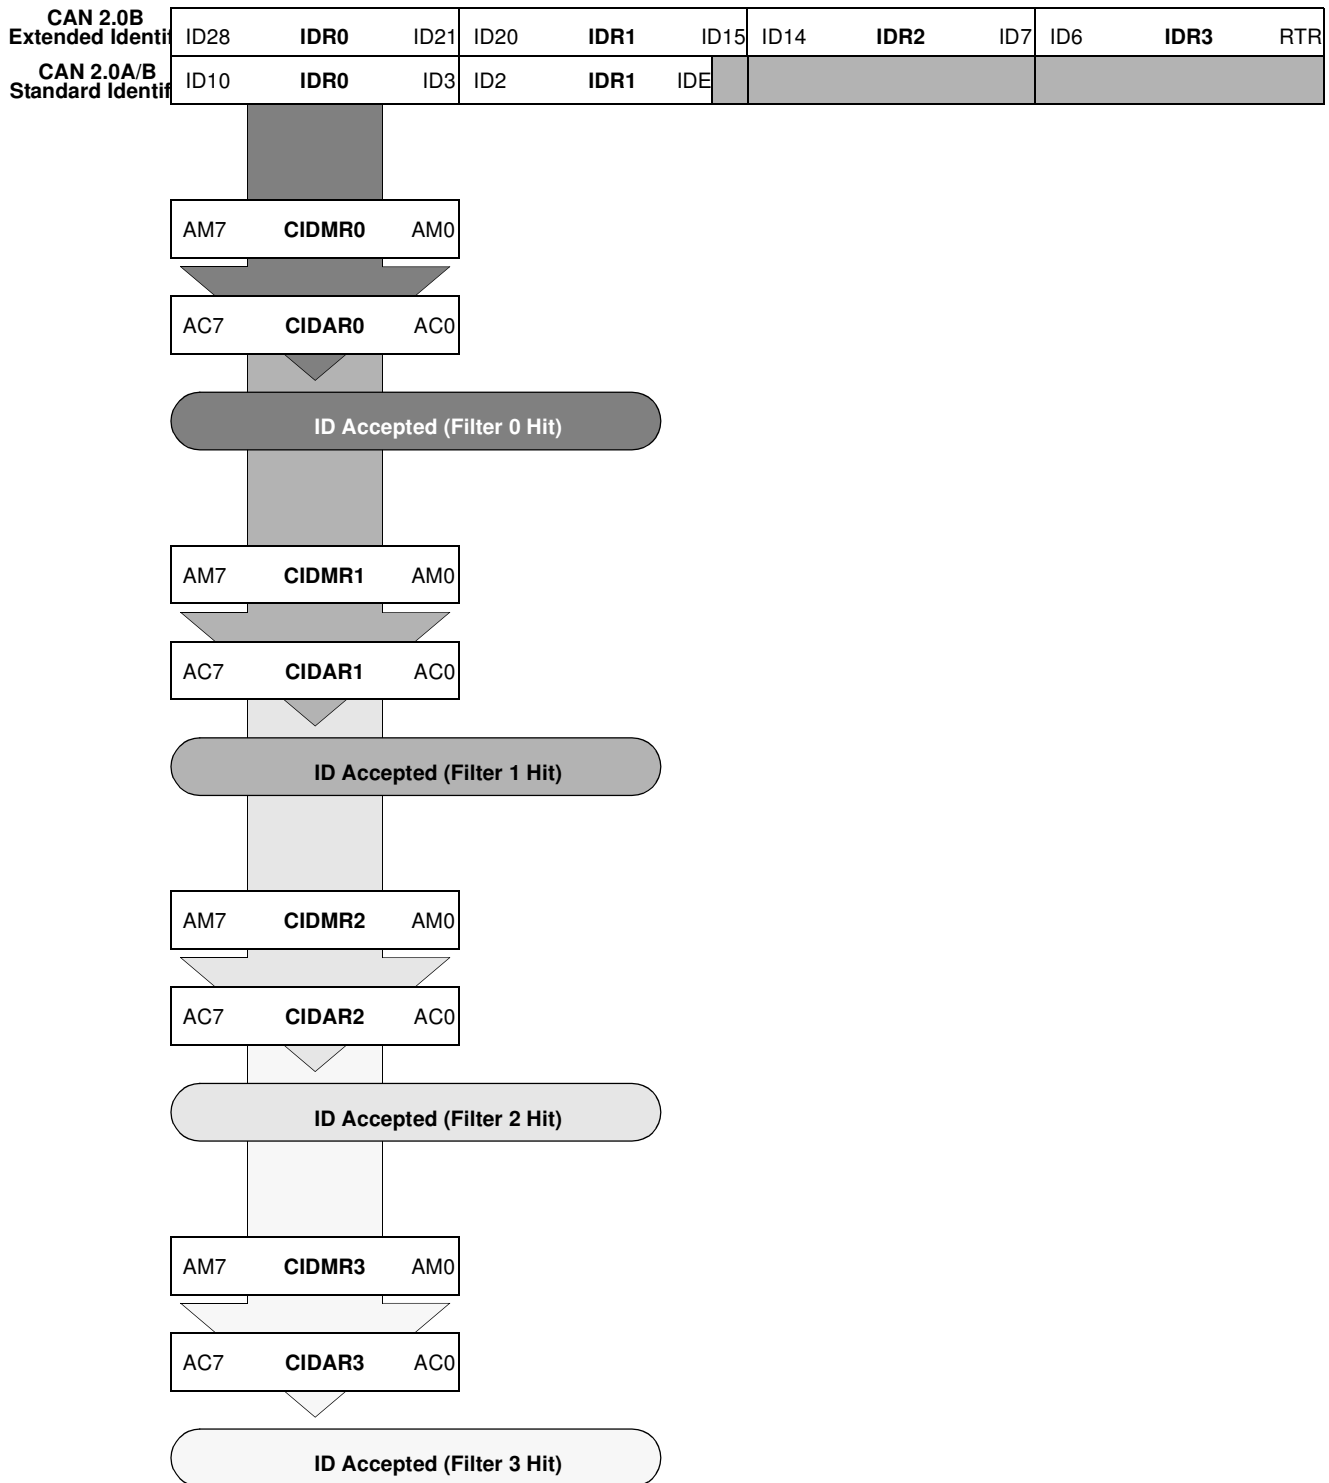 CAN 2.0B
Extended Identif ID28 IDR0 ID21 ID20 IDR1 ID15 ID14 IDR2 ID7 ID6 IDR3 RTR
CAN 2.0A/B
Standard Identif ID10 IDR0 ID3 ID2 IDR1 IDE
AM7 CIDMR0 AM0
AC7 CIDAR0 AC0
ID Accepted (Filter 0 Hit)
AM7 CIDMR1 AM0
AC7 CIDAR1 AC0
ID Accepted (Filter 1 Hit)
AM7 CIDMR2 AM0
AC7 CIDAR2 AC0
ID Accepted (Filter 2 Hit)
AM7 CIDMR3 AM0
AC7 CIDAR3 AC0
ID Accepted (Filter 3 Hit)